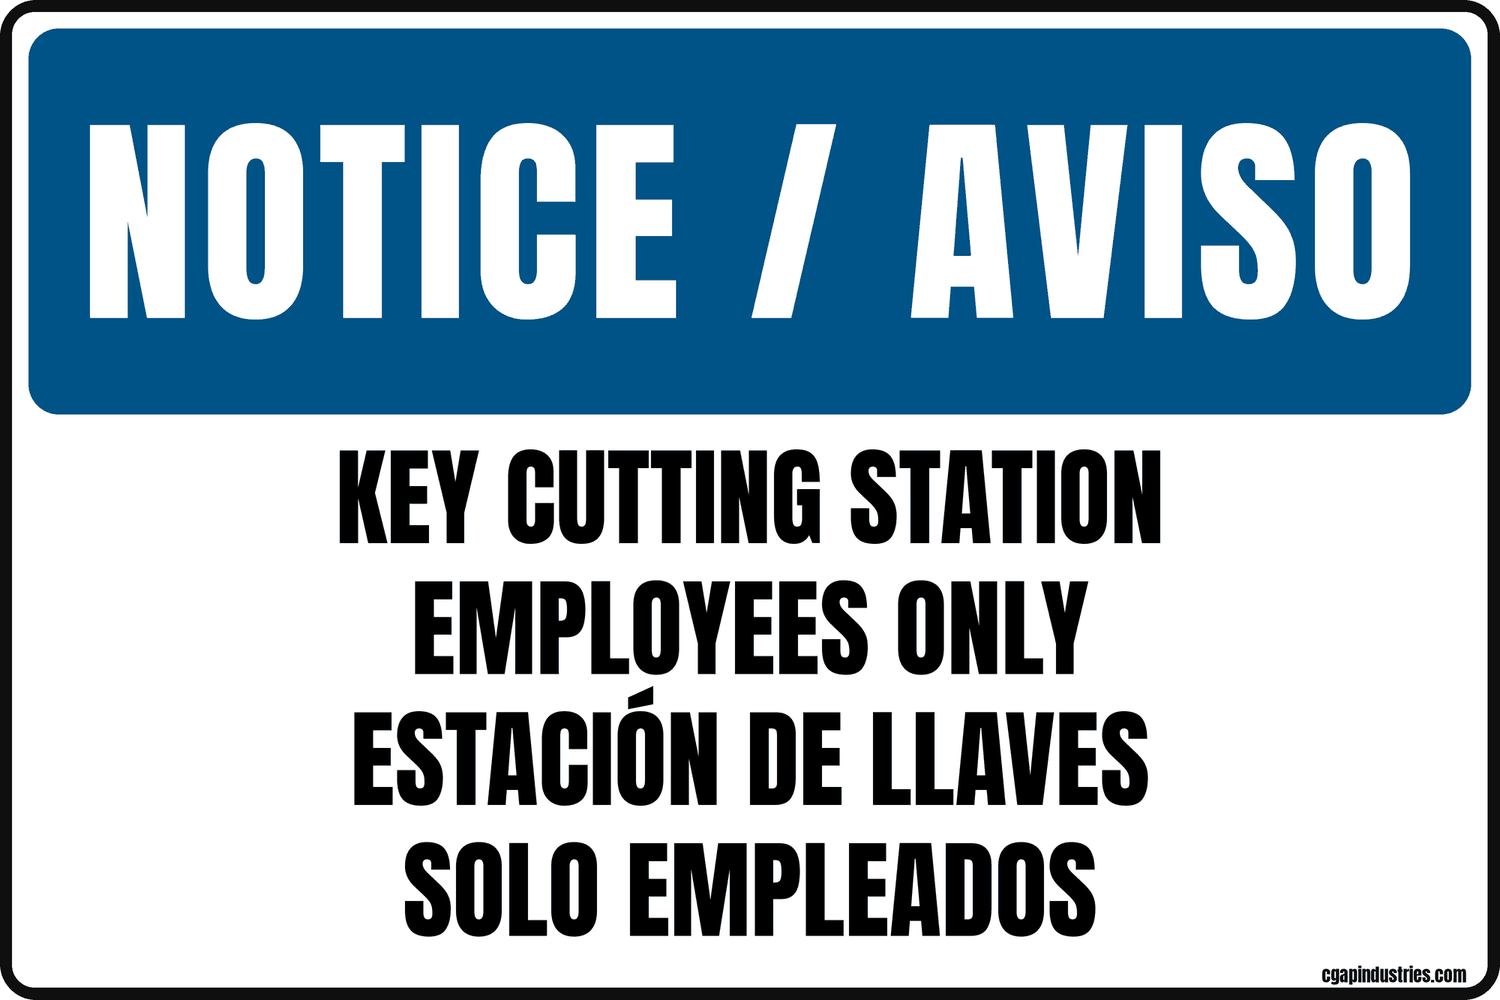 NOTICE / AVISO
KEY CUTTING STATION
EMPLOYEES ONLY
ESTACIÓN DE LLAVES
SOLO EMPLEADOS
cgapindustries.com